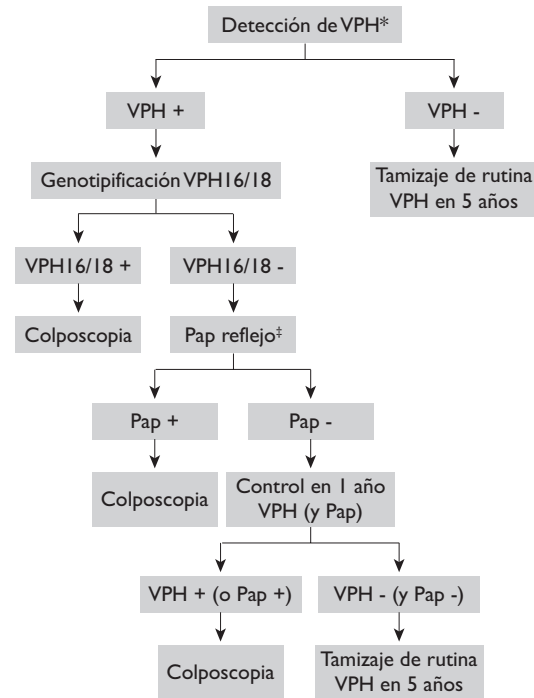 Detección de VPH*
VPH +
VPH -
Genotipificación VPH16/18
Tamizaje de rutina
VPH en 5 años
VPH16/18 +
VPH16/18 -
Colposcopia
Pap reflejo‡
Pap +
Pap -
Colposcopia
Control en 1 año
VPH (y Pap)
VPH + (o Pap +)
VPH - (y Pap -)
Colposcopia
Tamizaje de rutina
VPH en 5 años